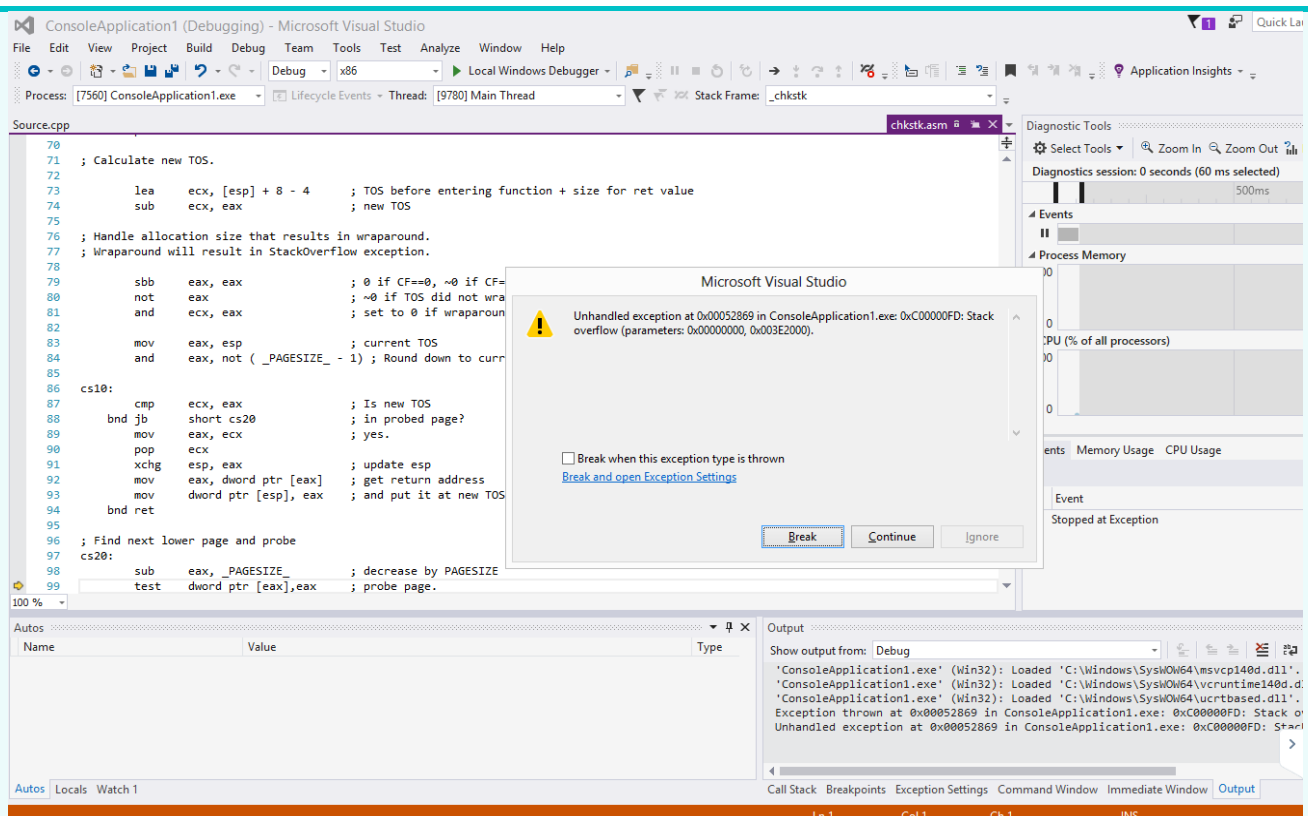 ConsoleApplication1 (Debugging) - Microsoft Visual Studio
1
Quick
File Edit View Project Build Debug Team Tools Test Analyze Window Help
Debug x86 Local Windows Debugger Application Insights
Process: [7560] ConsoleApplication1.exe Lifecycle Events Thread: [9780] Main Thread Stack Frame: _chkstk
Source.cpp chkstk.asm
70
71 ; Calculate new TOS.
72
73 lea ecx, [esp] + 8 - 4 ; TOS before entering function + size for ret value
74 sub ecx, eax ; new TOS
75
76 ; Handle allocation size that results in wraparound.
77 ; Wraparound will result in StackOverflow exception.
78
79 sbb eax, eax ; 0 if CF==0, ~0 if CF=
80 not eax ; ~0 if TOS did not wra
81 and ecx, eax ; set to 0 if wraparoun
82
83 mov eax, esp ; current TOS
84 and eax, not ( _PAGESIZE_ - 1) ; Round down to curr
85
86 cs10:
87 cmp ecx, eax ; Is new TOS
88 bnd jb short cs20 ; in probed page?
89 mov eax, ecx ; yes.
90 pop ecx
91 xchg esp, eax ; update esp
92 mov eax, dword ptr [eax] ; get return address
93 mov dword ptr [esp], eax ; and put it at new TOS
94 bnd ret
95
96 ; Find next lower page and probe
97 cs20:
98 sub eax, _PAGESIZE_ ; decrease by PAGESIZE
99 test dword ptr [eax],eax ; probe page.
100 %
Microsoft Visual Studio
Unhandled exception at 0x00052869 in ConsoleApplication1.exe: 0xC00000FD: Stack
overflow (parameters: 0x00000000, 0x003E2000).
Break when this exception type is thrown
Break and open Exception Settings
Break Continue Ignore
Diagnostic Tools
Select Tools Zoom In Zoom Out
Diagnostics session: 0 seconds (60 ms selected)
500ms
Events
Process Memory
00
0
CPU (% of all processors)
00
0
ents Memory Usage CPU Usage
Event
Stopped at Exception
Autos
Name Value Type
Autos Locals Watch 1
Output
Show output from: Debug
'ConsoleApplication1.exe' (Win32): Loaded 'C:\Windows\SysWOW64\msvcp140d.dll'.
'ConsoleApplication1.exe' (Win32): Loaded 'C:\Windows\SysWOW64\vcruntime140d.d
'ConsoleApplication1.exe' (Win32): Loaded 'C:\Windows\SysWOW64\ucrtbased.dll'.
Exception thrown at 0x00052869 in ConsoleApplication1.exe: 0xC00000FD: Stack o
Unhandled exception at 0x00052869 in ConsoleApplication1.exe: 0xC00000FD: Stac
Call Stack Breakpoints Exception Settings Command Window Immediate Window Output
Ln 1 Col 1 Ch 1 INS